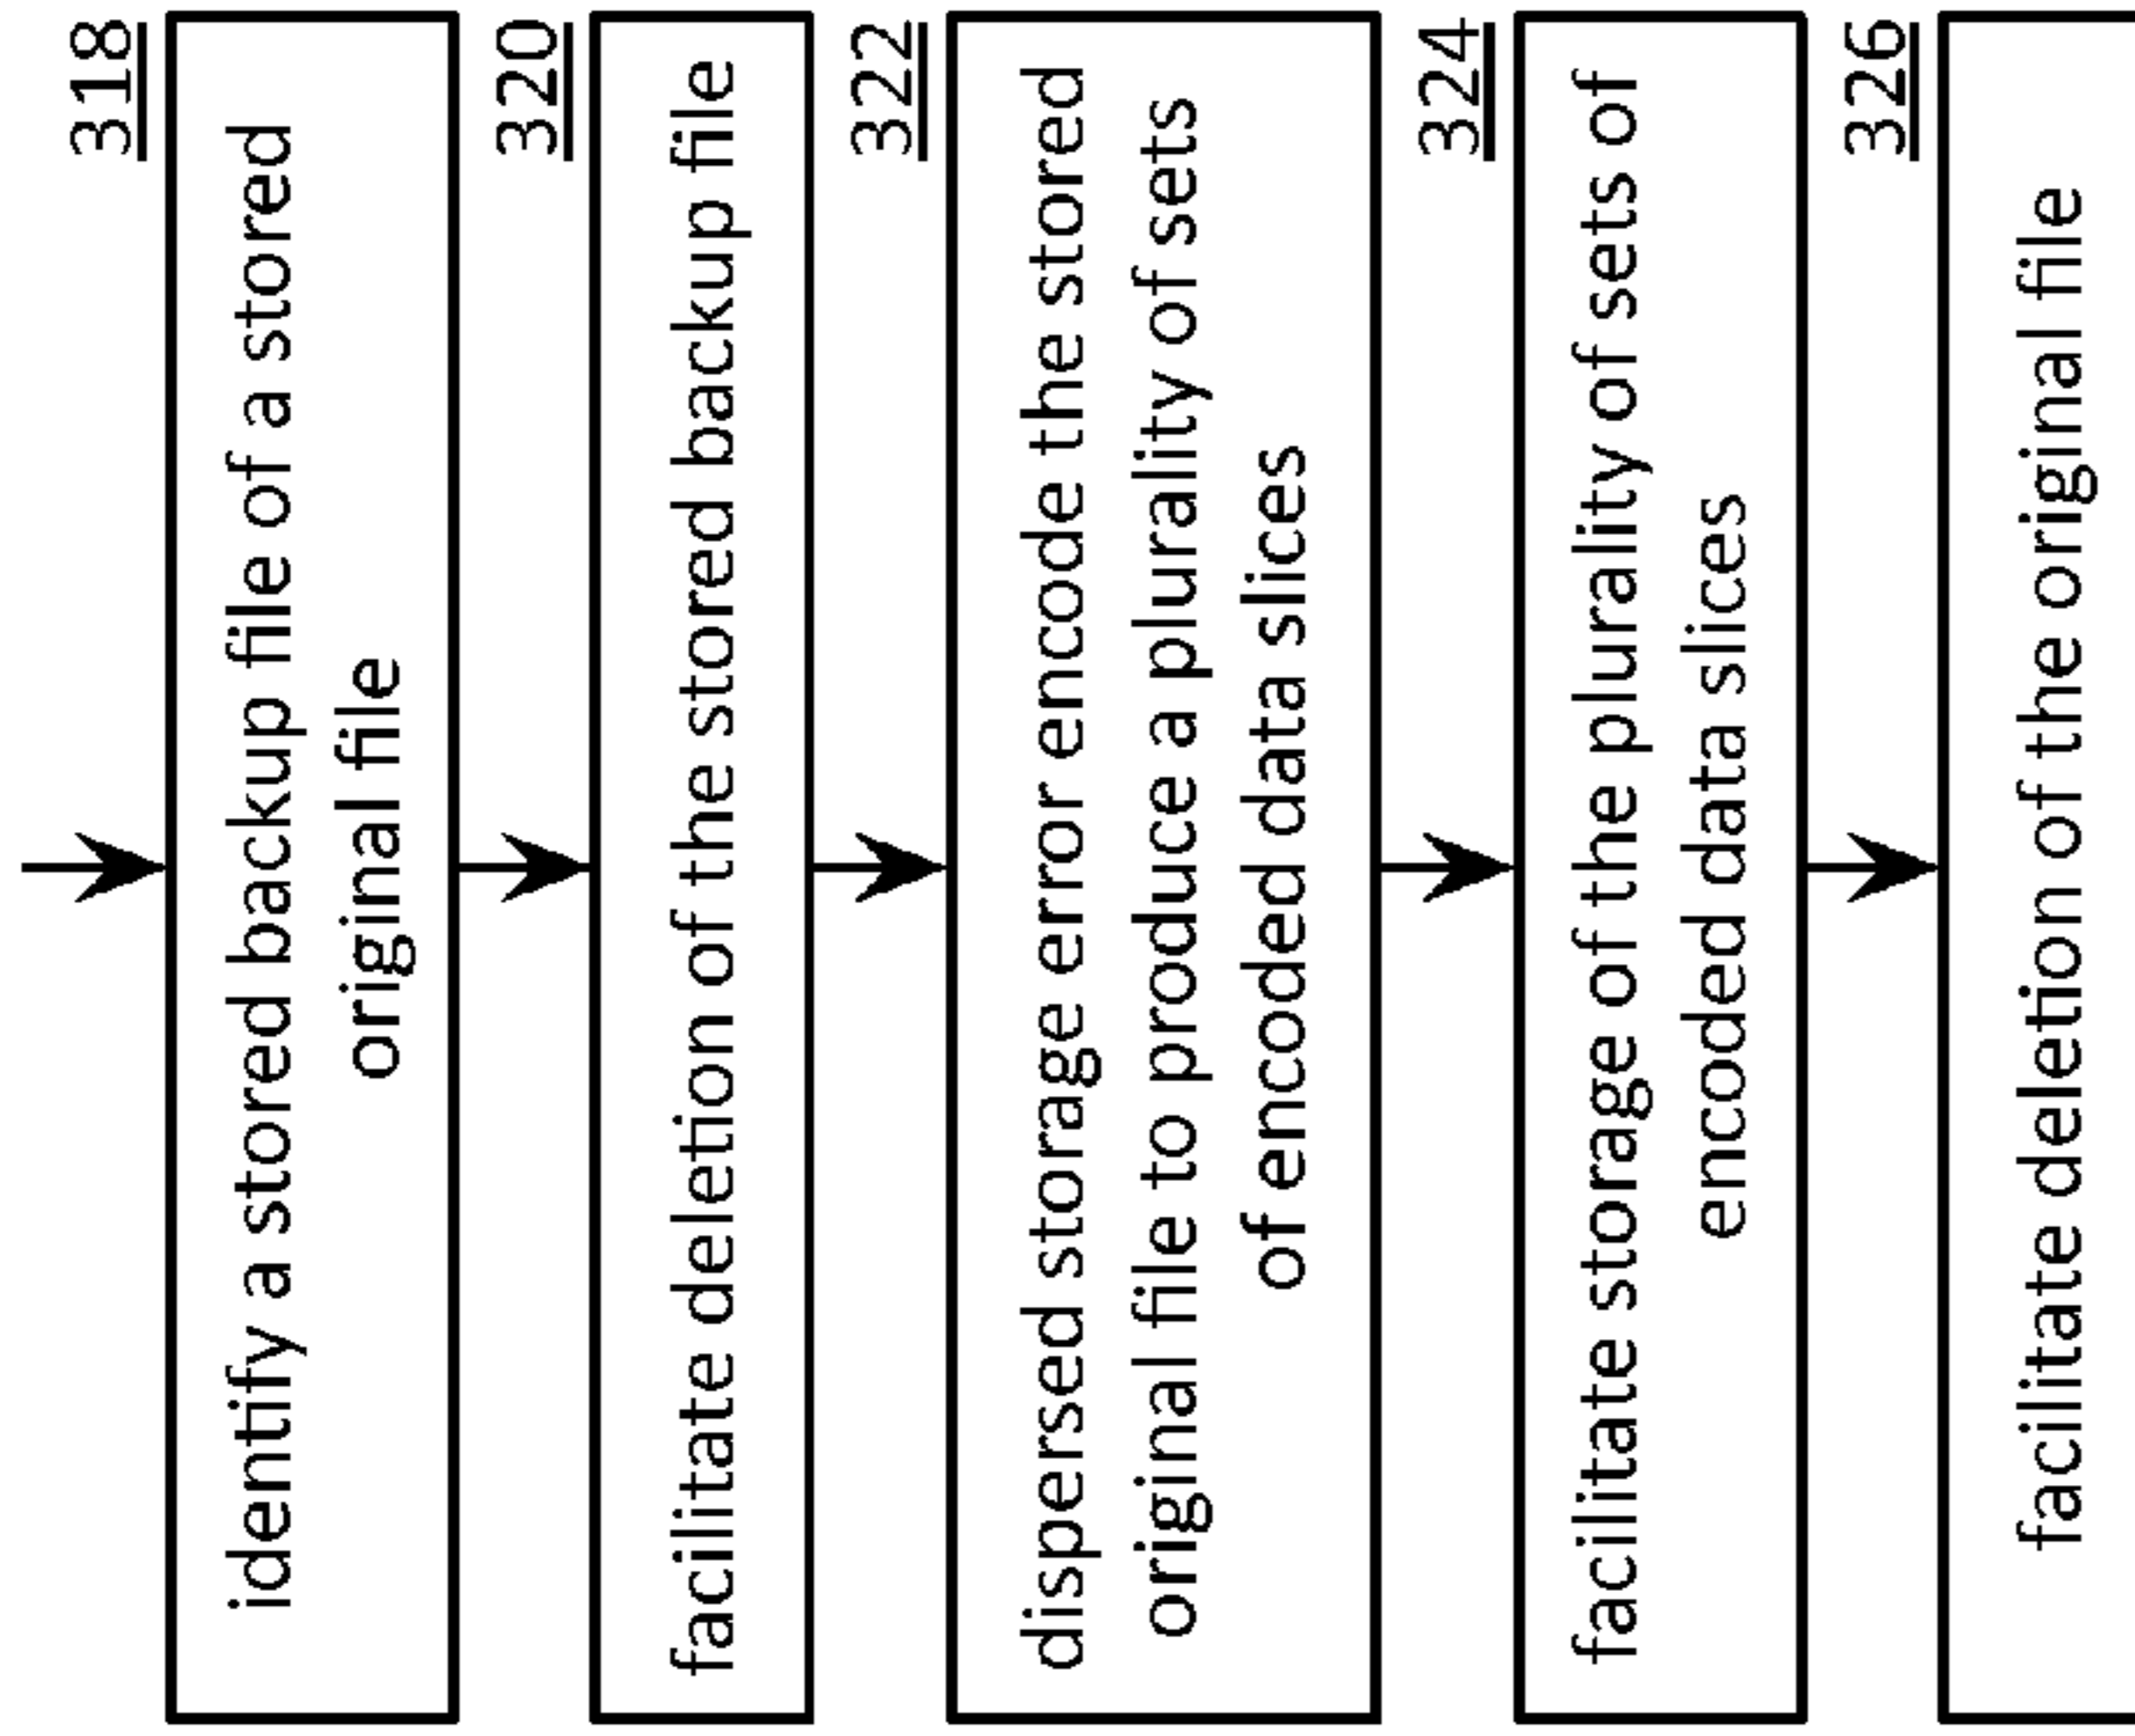 318
identify a stored backup file of a stored
original file
320
facilitate deletion of the stored backup file
322
dispersed storage error encode the stored
original file to produce a plurality of sets
of encoded data slices
324
facilitate storage of the plurality of sets of
encoded data slices
326
facilitate deletion of the original file